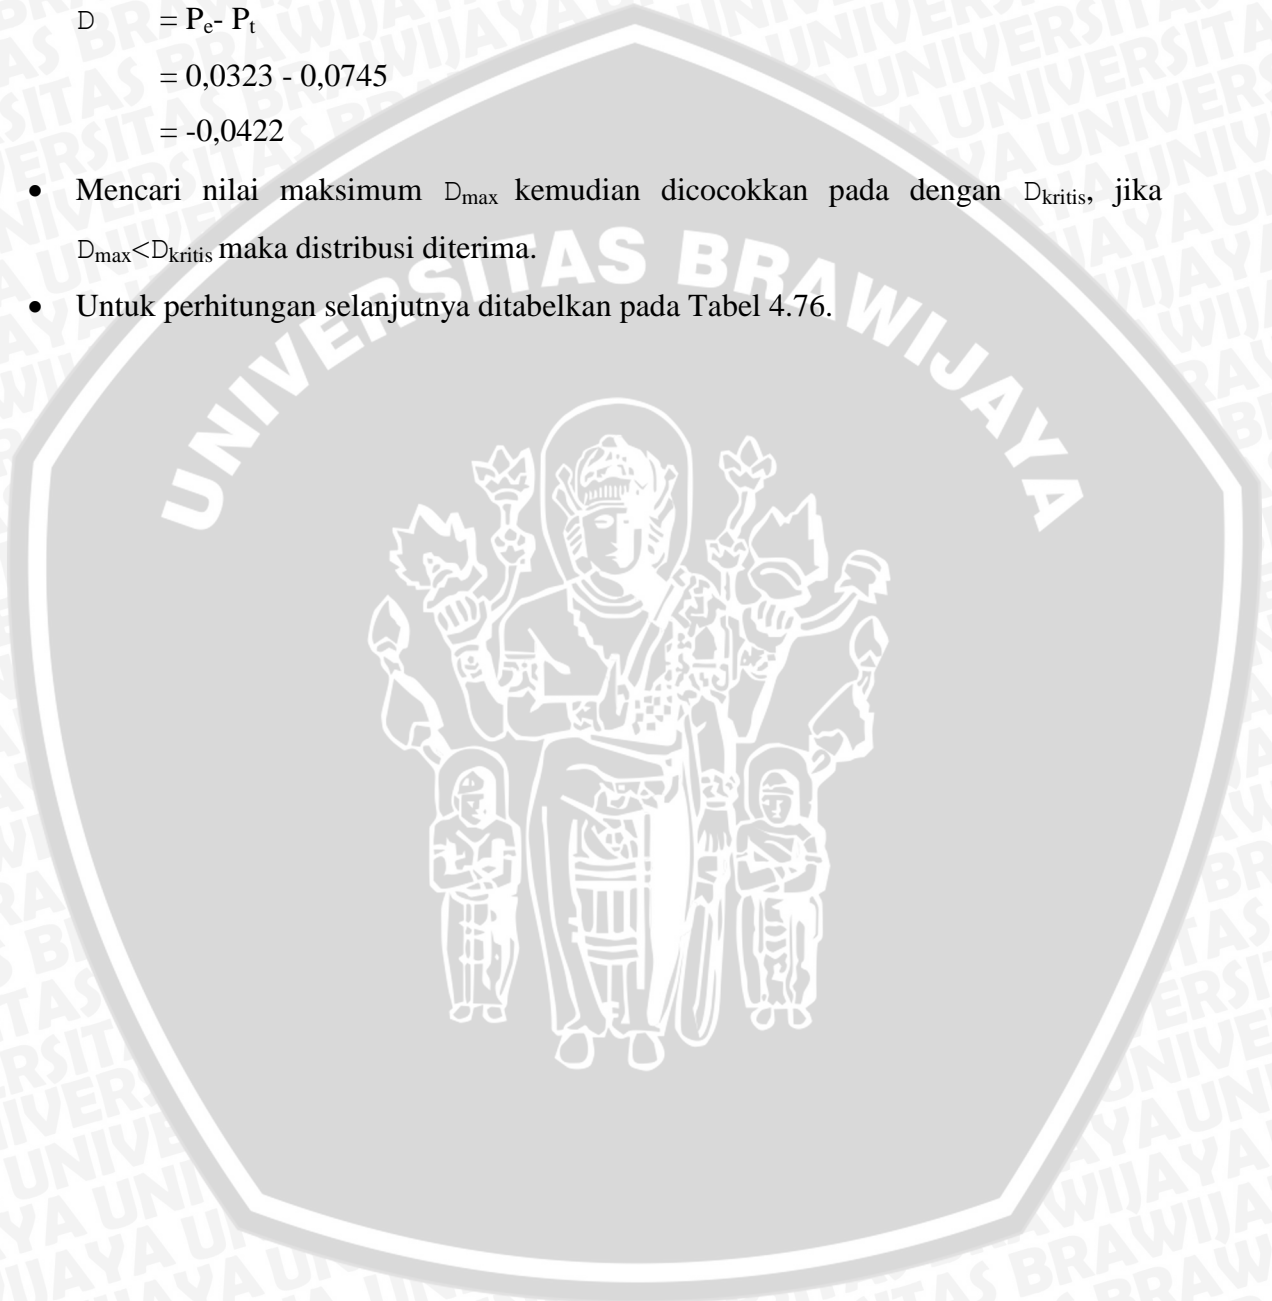 D = Pe- Pt
= 0,0323 - 0,0745
= -0,0422
• Mencari nilai maksimum Dmax kemudian dicocokkan pada dengan Dkritis, jika
Dmax<Dkritis maka distribusi diterima.
• Untuk perhitungan selanjutnya ditabelkan pada Tabel 4.76.
UNIVERSITAS BRAWIJAYA